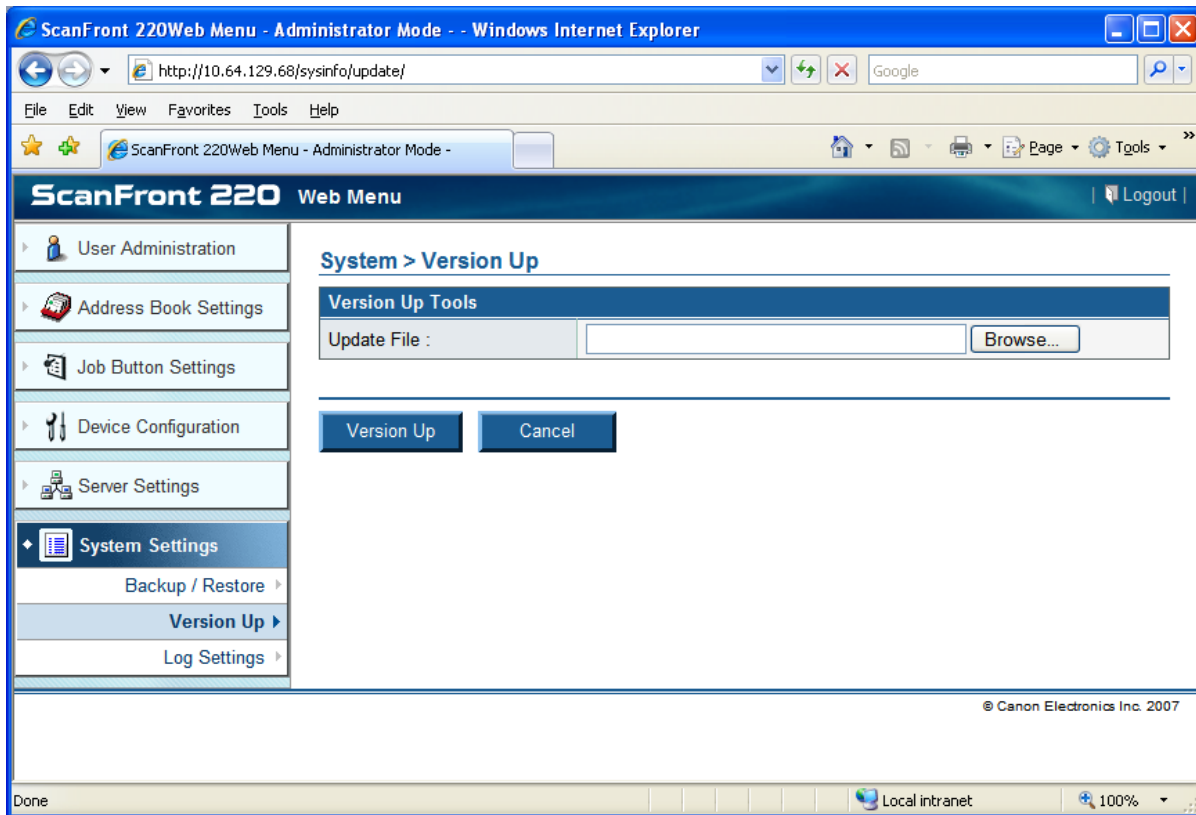 ScanFront 220Web Menu - Administrator Mode - - Windows Internet Explorer
http://10.64.129.68/sysinfo/update/
Google
File Edit View Favorites Tools Help
ScanFront 220Web Menu - Administrator Mode -
Page Tools »
ScanFront 220 Web Menu
| Logout |
User Administration
Address Book Settings
Job Button Settings
Device Configuration
Server Settings
System Settings
Backup / Restore
Version Up
Log Settings
System > Version Up
Version Up Tools
Update File :
Browse...
Version Up
Cancel
© Canon Electronics Inc. 2007
Done
Local intranet
100%